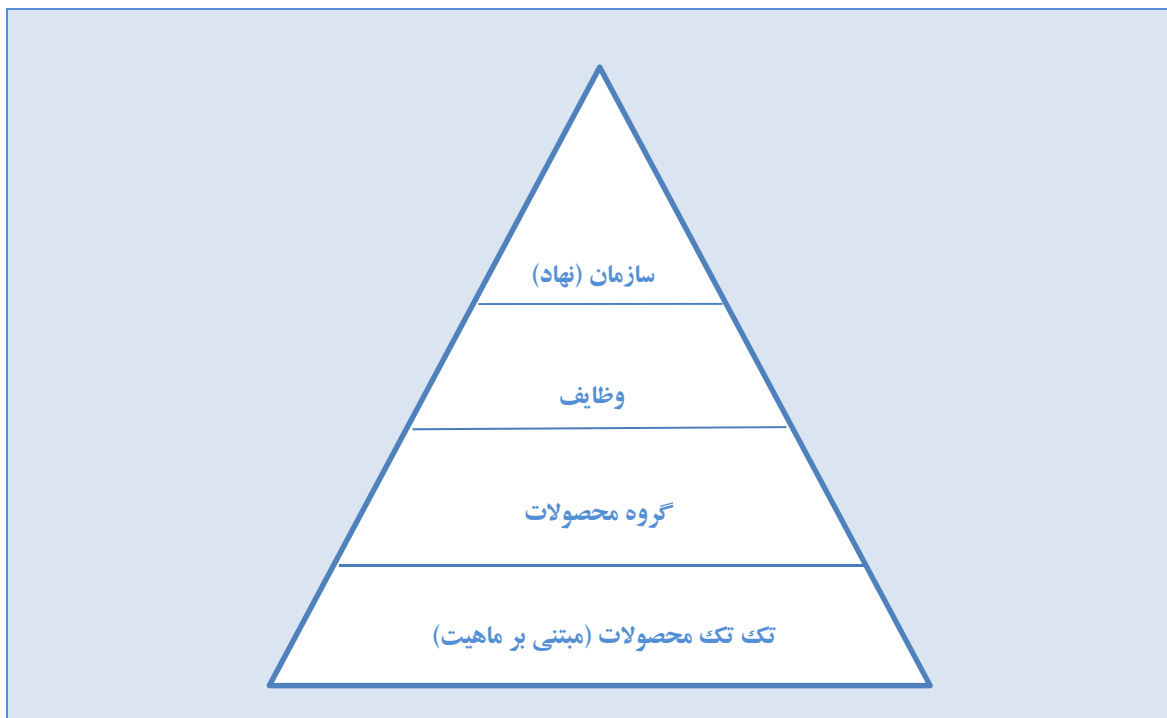 سازمان (نهاد)
وظایف
گروه محصولات
تک تک محصولات (مبتنی بر ماهیت)